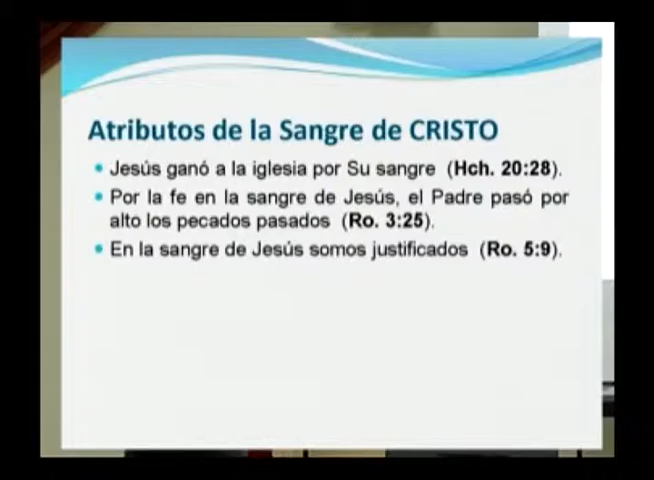 Atributos de la Sangre de CRISTO
• Jesús ganó a la iglesia por Su sangre (Hch. 20:28).
• Por la fe en la sangre de Jesús, el Padre pasó por
alto los pecados pasados (Ro. 3:25).
• En la sangre de Jesús somos justificados (Ro. 5:9).